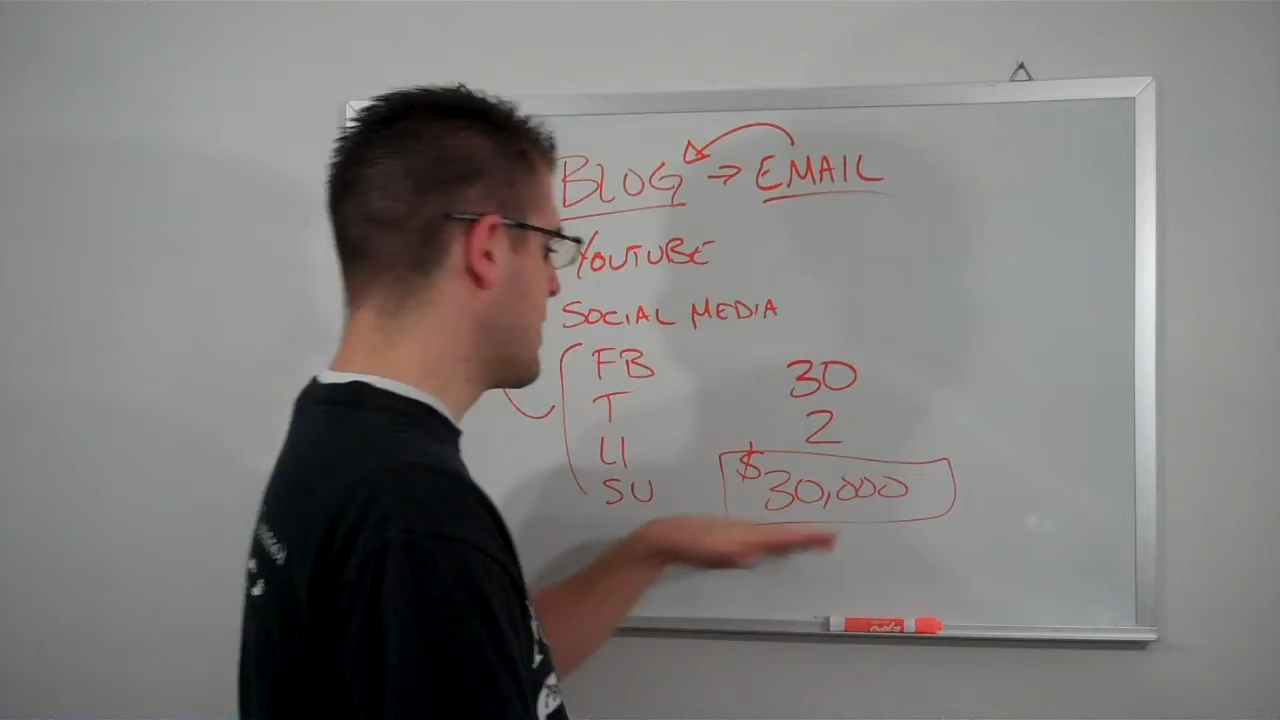 BLOG → EMAIL
YOUTUBE
SOCIAL MEDIA
FB 30
T 2
LI
SU $30,000